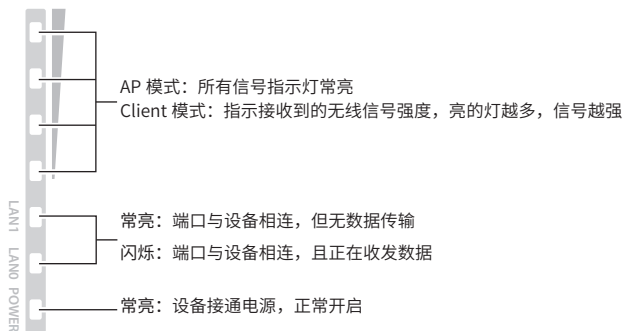 AP 模式：所有信号指示灯常亮
Client 模式：指示接收到的无线信号强度，亮的灯越多，信号越强
LAN1
常亮：端口与设备相连，但无数据传输
LAN0
闪烁：端口与设备相连，且正在收发数据
POWER
常亮：设备接通电源，正常开启